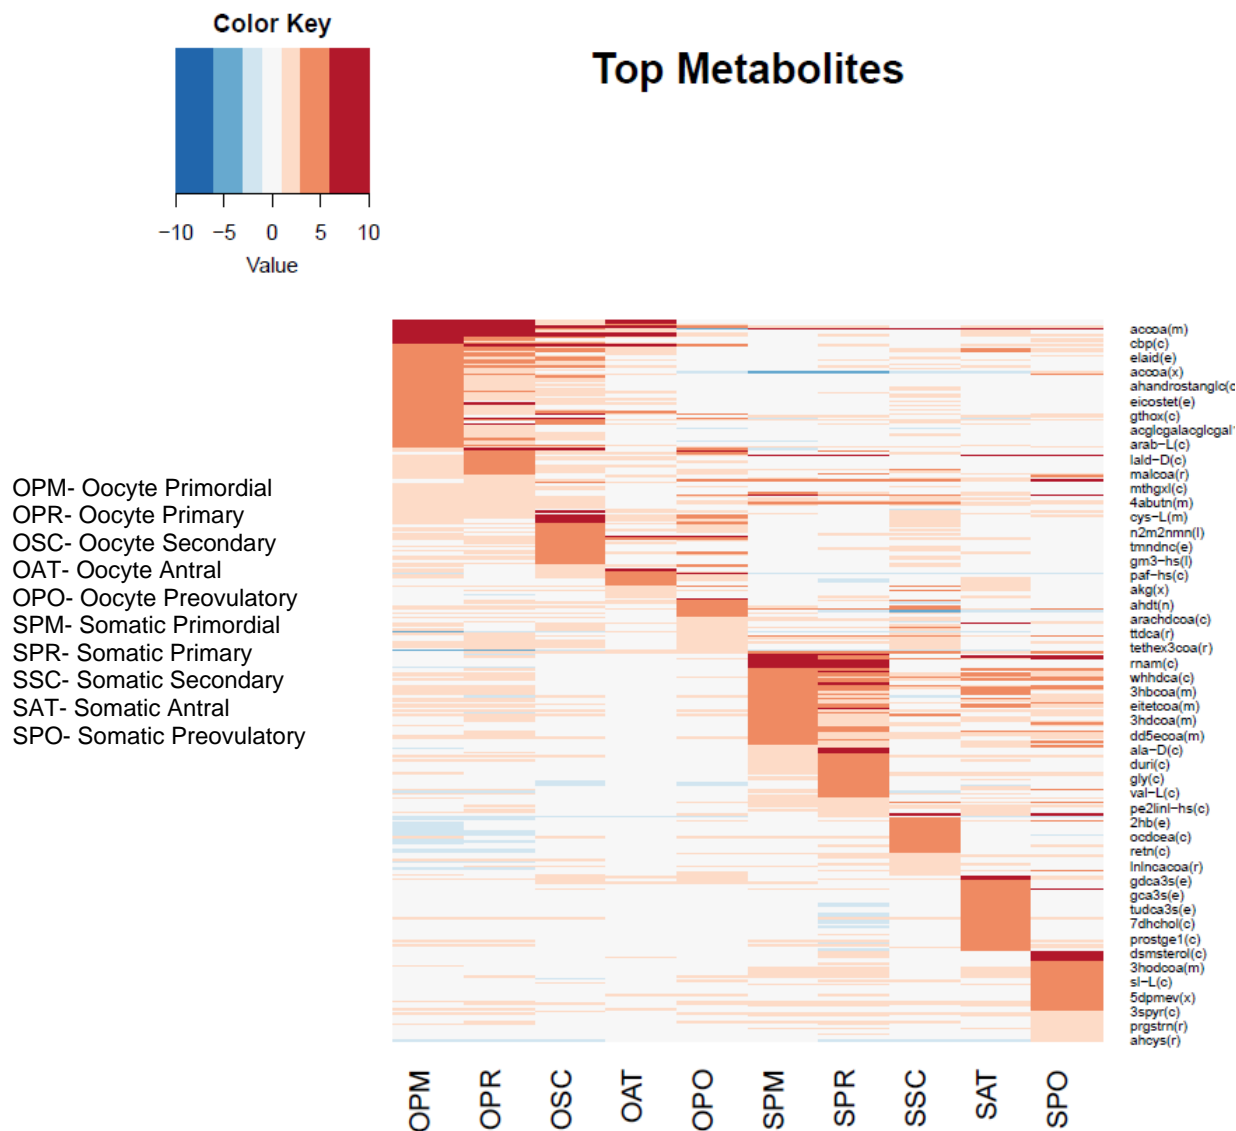 Color Key
Top Metabolites
−10 −5 0 5 10
Value
OPM- Oocyte Primordial
OPR- Oocyte Primary
OSC- Oocyte Secondary
OAT- Oocyte Antral
OPO- Oocyte Preovulatory
SPM- Somatic Primordial
SPR- Somatic Primary
SSC- Somatic Secondary
SAT- Somatic Antral
SPO- Somatic Preovulatory
accoa(m)
cbp(c)
elaid(e)
accoa(x)
ahandrostanglc(c
eicostet(e)
gthox(c)
acglcgalacglcgal
arab−L(c)
lald−D(c)
malcoa(r)
mthgxl(c)
4abutn(m)
cys−L(m)
n2m2nmn(l)
tmndnc(e)
gm3−hs(l)
paf−hs(c)
akg(x)
ahdt(n)
arachdcoa(c)
ttdca(r)
tethex3coa(r)
rnam(c)
whhdca(c)
3hbcoa(m)
eitetcoa(m)
3hdcoa(m)
dd5ecoa(m)
ala−D(c)
duri(c)
gly(c)
val−L(c)
pe2linl−hs(c)
2hb(e)
ocdcea(c)
retn(c)
lnlncacoa(r)
gdca3s(e)
gca3s(e)
tudca3s(e)
7dhchol(c)
prostge1(c)
dsmsterol(c)
3hodcoa(m)
sl−L(c)
5dpmev(x)
3spyr(c)
prgstrn(r)
ahcys(r)
OPM OPR OSC OAT OPO SPM SPR SSC SAT SPO